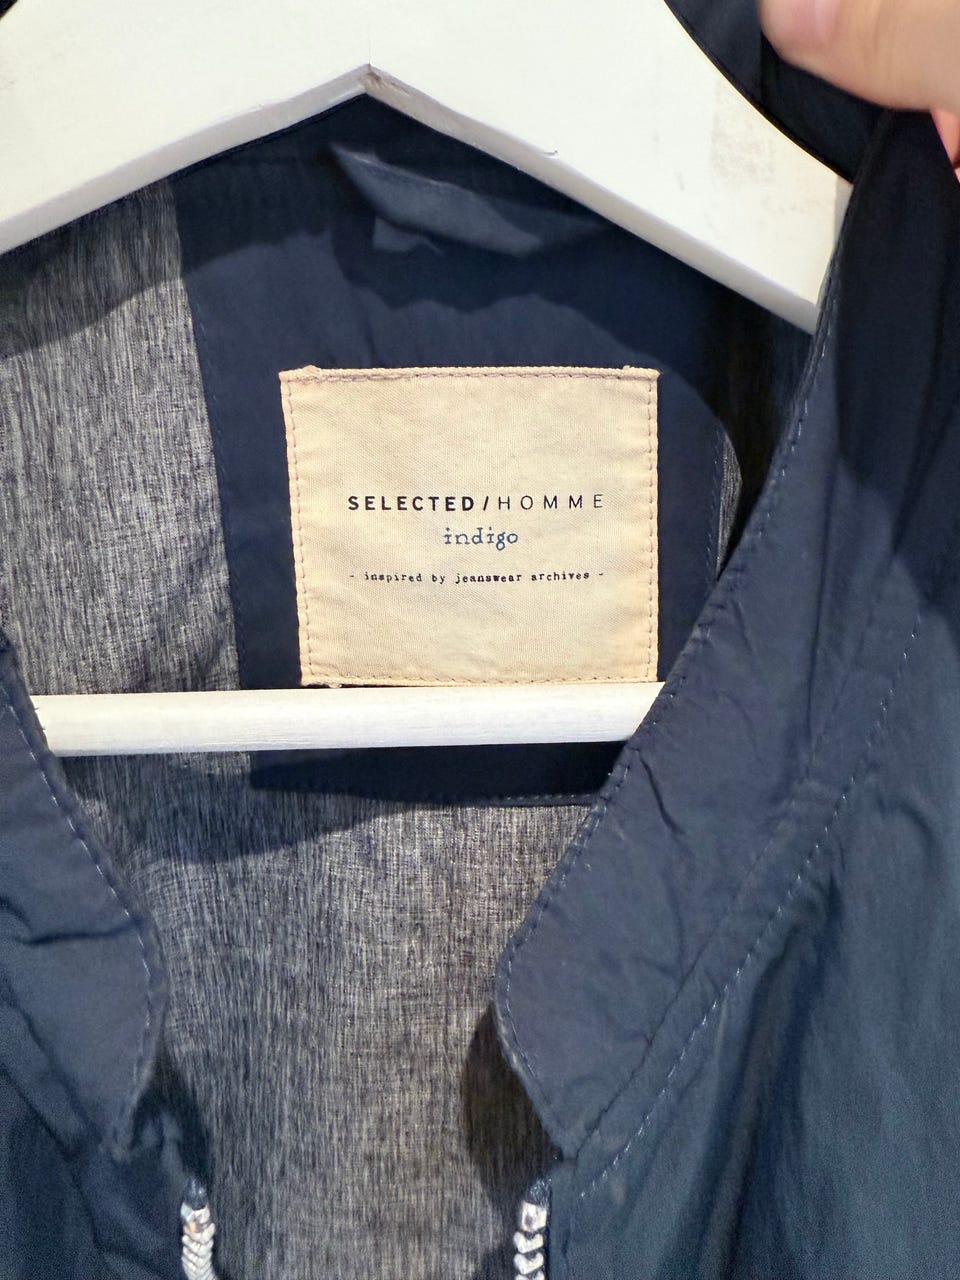 SELECTED/HOMME
indigo
- inspired by jeanswear archives -